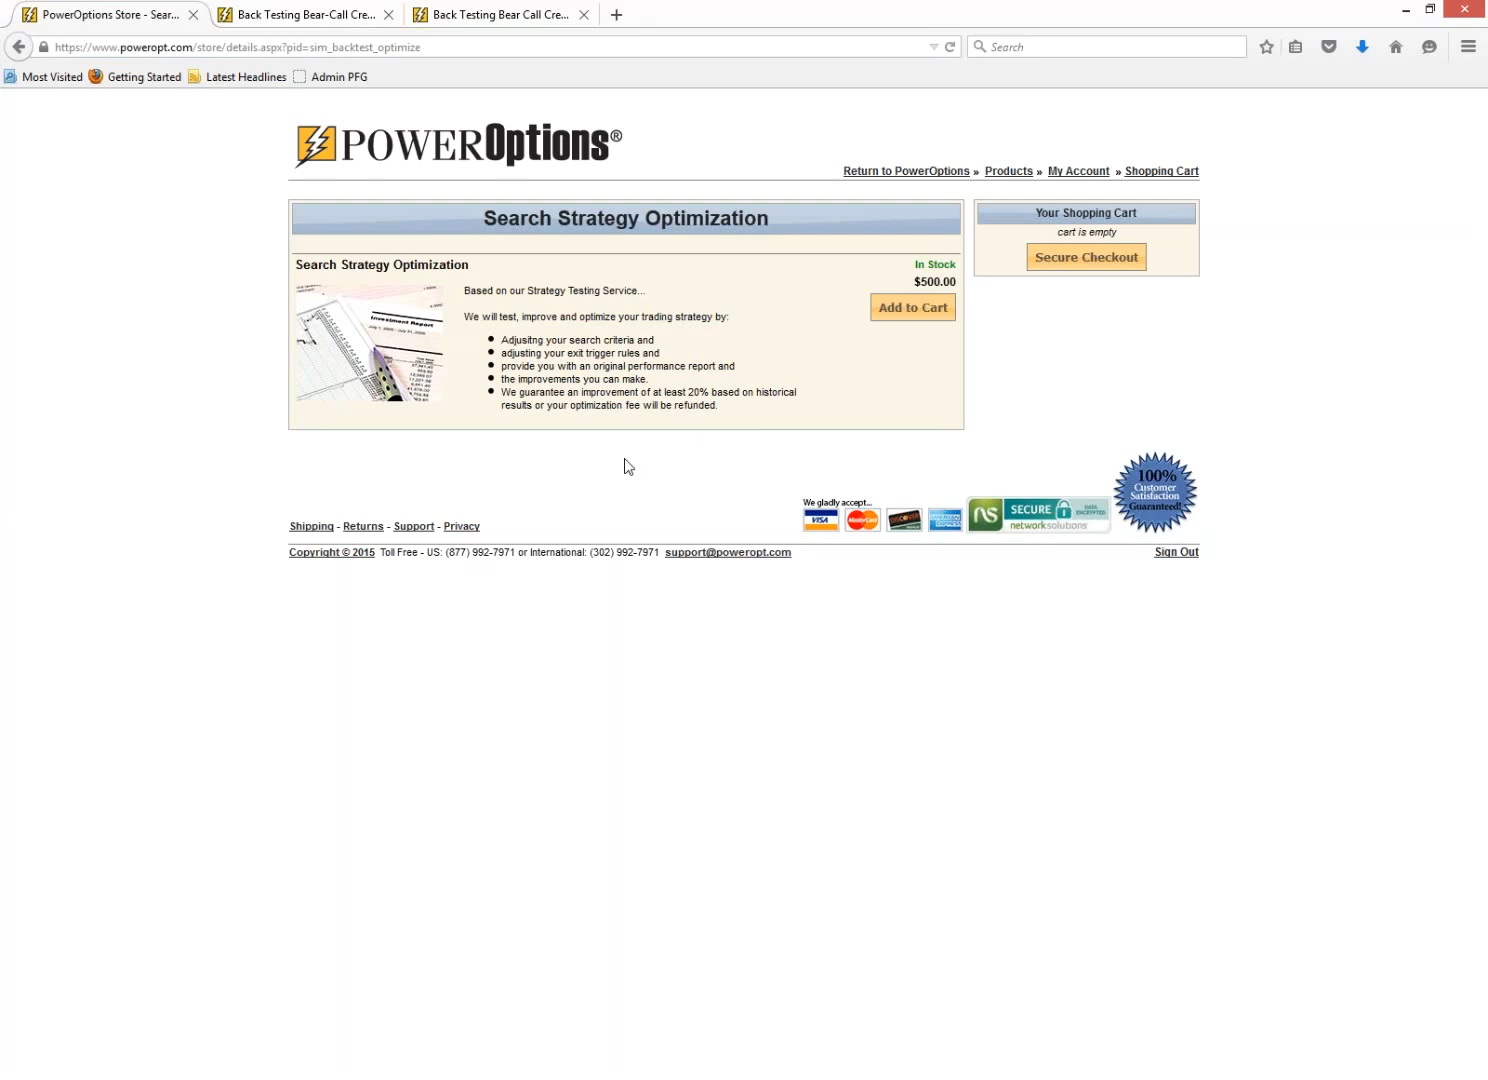 PowerOptions Store - Sear...
Back Testing Bear-Call Cre...
Back Testing Bear Call Cre...
https://www.poweropt.com/store/details.aspx?pid=sim_backtest_optimize
Search
Most Visited Getting Started Latest Headlines Admin PFG
POWEROptions®
Return to PowerOptions » Products » My Account » Shopping Cart
Search Strategy Optimization
Your Shopping Cart
cart is empty
Secure Checkout
Search Strategy Optimization
In Stock
$500.00
Add to Cart
Investment Report
Based on our Strategy Testing Service...
We will test, improve and optimize your trading strategy by:
Adjusitng your search criteria and
adjusting your exit trigger rules and
provide you with an original performance report and
the improvements you can make.
We guarantee an improvement of at least 20% based on historical
results or your optimization fee will be refunded.
100%
Customer
Satisfaction
Guaranteed!
We gladly accept...
VISA MasterCard DISCOVER
NS SECURE DATA ENCRYPTED
networksolutions
Shipping - Returns - Support - Privacy
Copyright © 2015 Toll Free - US: (877) 992-7971 or International: (302) 992-7971 support@poweropt.com
Sign Out